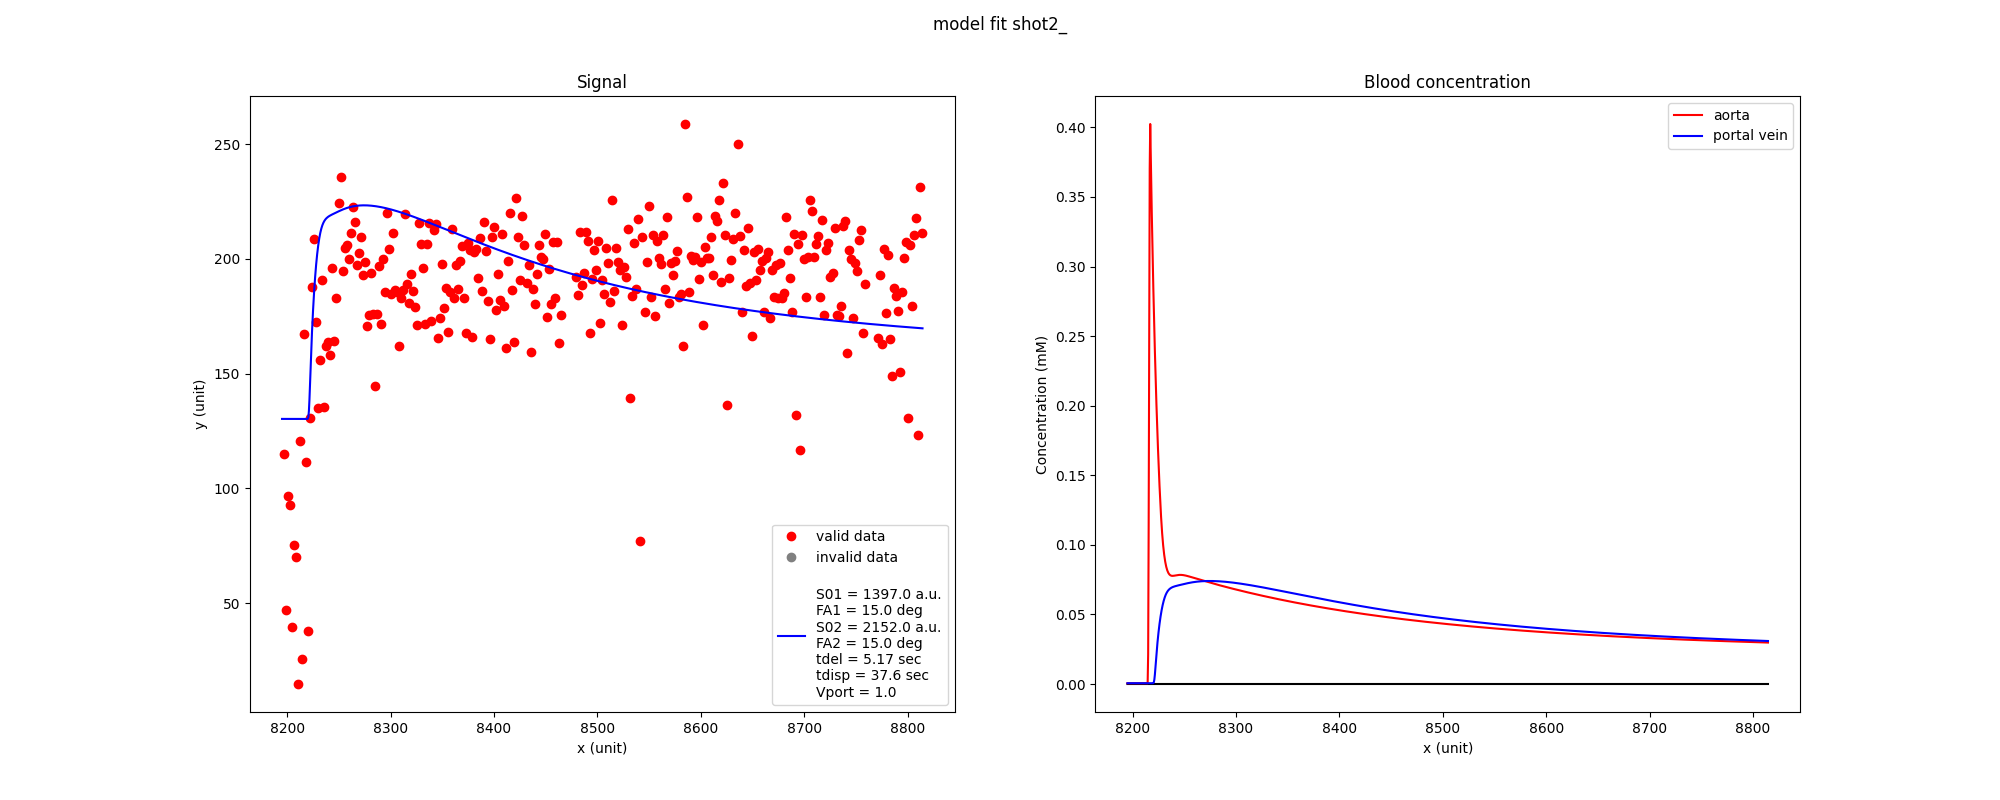 model fit shot2_
Signal
y (unit)
250
200
150
100
50
8200 8300 8400 8500 8600 8700 8800
x (unit)
valid data
invalid data
S01 = 1397.0 a.u.
FA1 = 15.0 deg
S02 = 2152.0 a.u.
FA2 = 15.0 deg
tdel = 5.17 sec
tdisp = 37.6 sec
Vport = 1.0
Blood concentration
Concentration (mM)
0.40
0.35
0.30
0.25
0.20
0.15
0.10
0.05
0.00
8200 8300 8400 8500 8600 8700 8800
x (unit)
aorta
portal vein